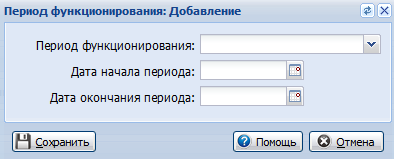 Период функционирования: Добавление
Период функционирования:
Дата начала периода:
Дата окончания периода:
Сохранить Помощь Отмена